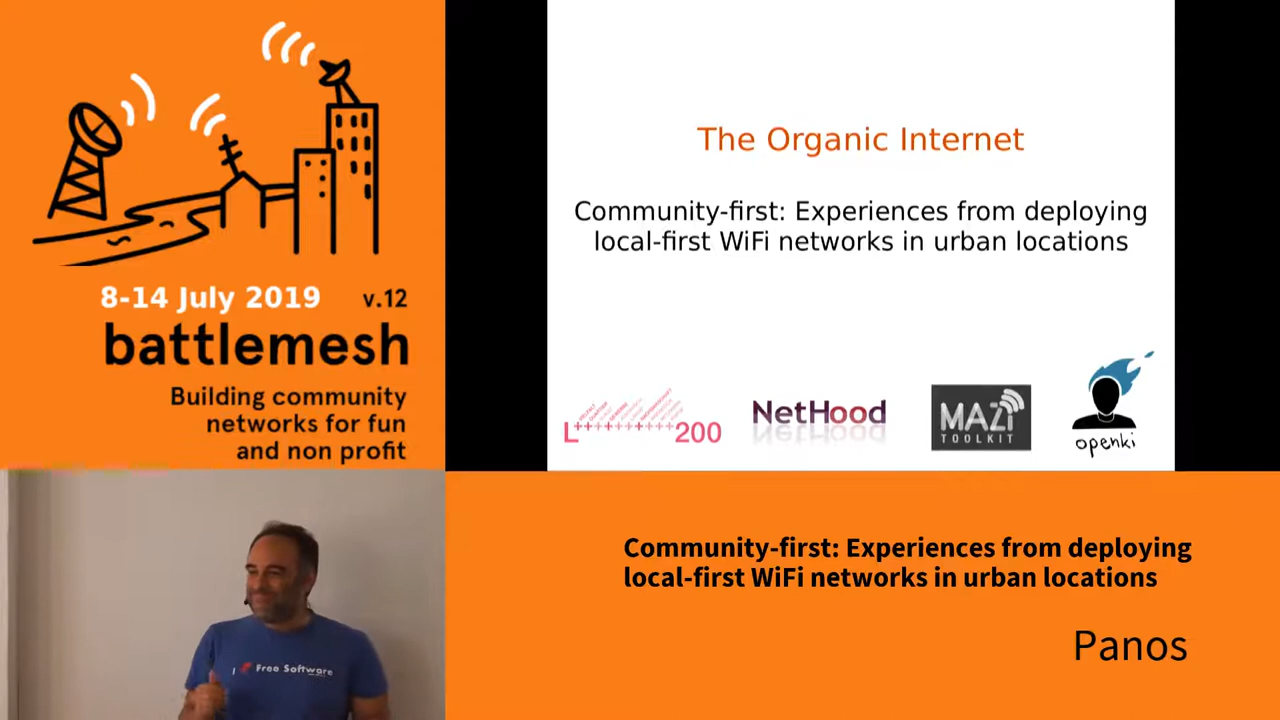 8-14 July 2019 v.12
battlemesh
Building community
networks for fun
and non profit
The Organic Internet
Community-first: Experiences from deploying
local-first WiFi networks in urban locations
L+++++++++200
NetHood
MAZI
TOOLKIT
openki
I Free Software
Community-first: Experiences from deploying
local-first WiFi networks in urban locations
Panos